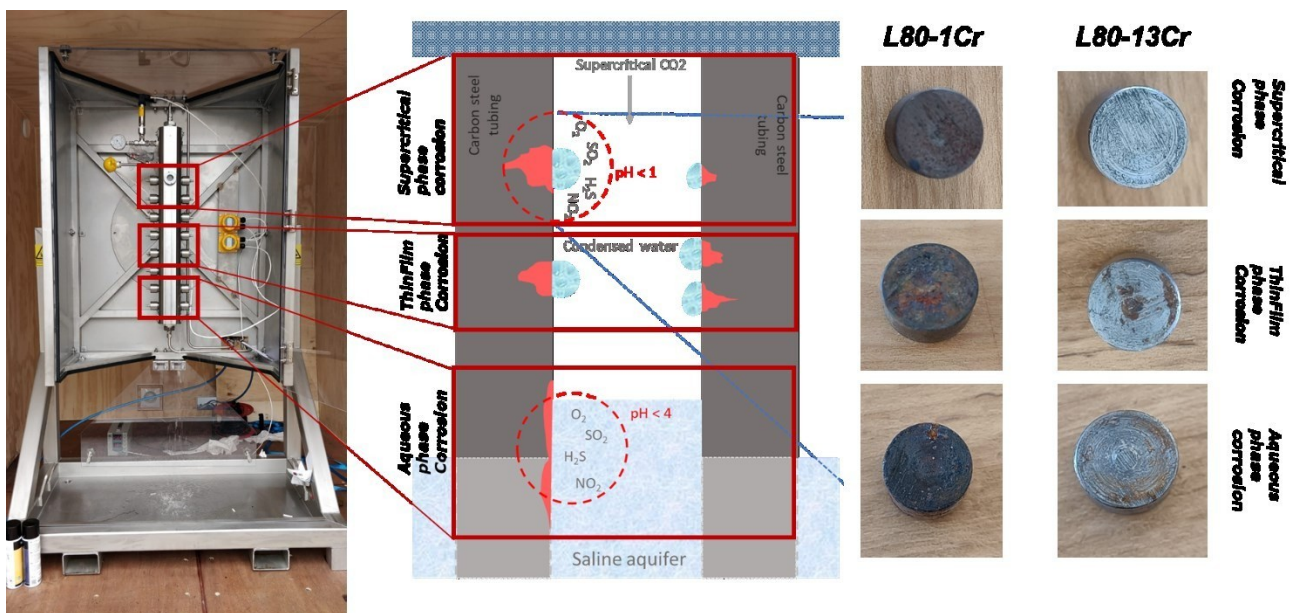 L80-1Cr
L80-13Cr
Supercritical
phase
corrosion
Carbon steel
tubing
Supercritical CO2
O₂
SO₂
H₂S
NO₂
pH < 1
Carbon steel
tubing
Supercritical
phase
Corrosion
ThinFilm
phase
Corrosion
Condensed water
ThinFilm
phase
Corrosion
Aqueous
phase
Corrosion
O₂
SO₂
H₂S
NO₂
pH < 4
Saline aquifer
Aqueous
phase
corrosion